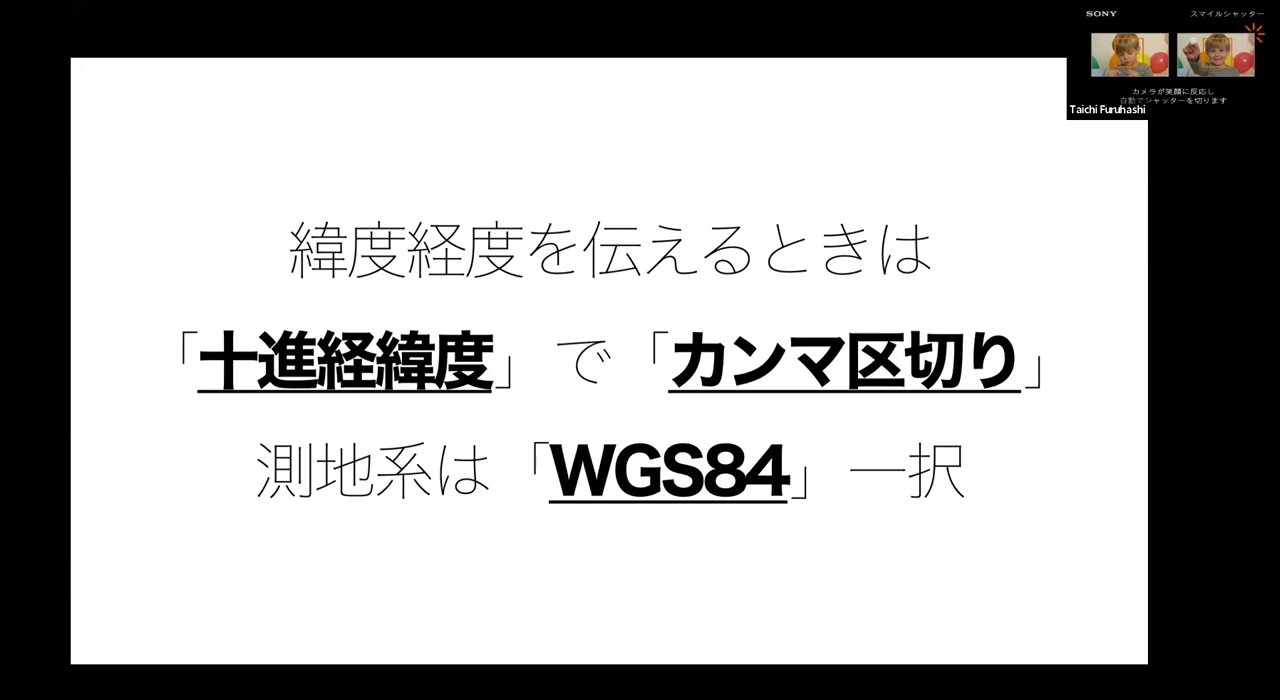 SONY スマイルシャッター
カメラが笑顔に反応し
自動でシャッターを切ります
Taichi Furuhashi
緯度経度を伝えるときは
「十進経緯度」 で 「カンマ区切り」
測地系は 「WGS84」 一択